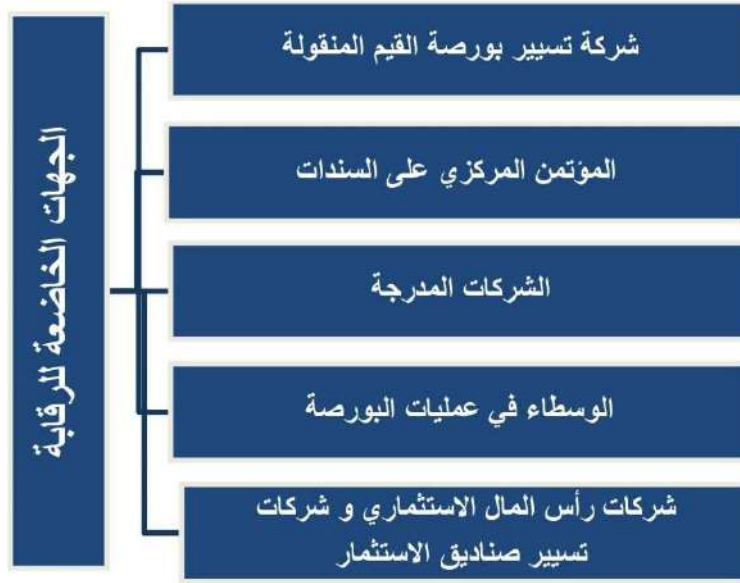 الجهات الخاضعة للرقابة
شركة تسيير بورصة القيم المنقولة
المؤتمن المركزي على السندات
الشركات المدرجة
الوسطاء في عمليات البورصة
شركات رأس المال الاستثماري و شركات
تسيير صناديق الاستثمار